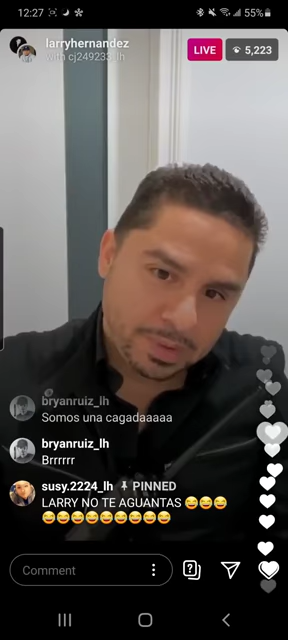 12:27
55%
larryhernandez
with cj249233_lh
LIVE
5,223
bryanruiz_lh
Somos una cagadaaaaa
bryanruiz_lh
Brrrrrr
susy.2224_lh PINNED
LARRY NO TE AGUANTAS 😅😅😅
😅😅😅😅😅😅😅😅😅
Comment